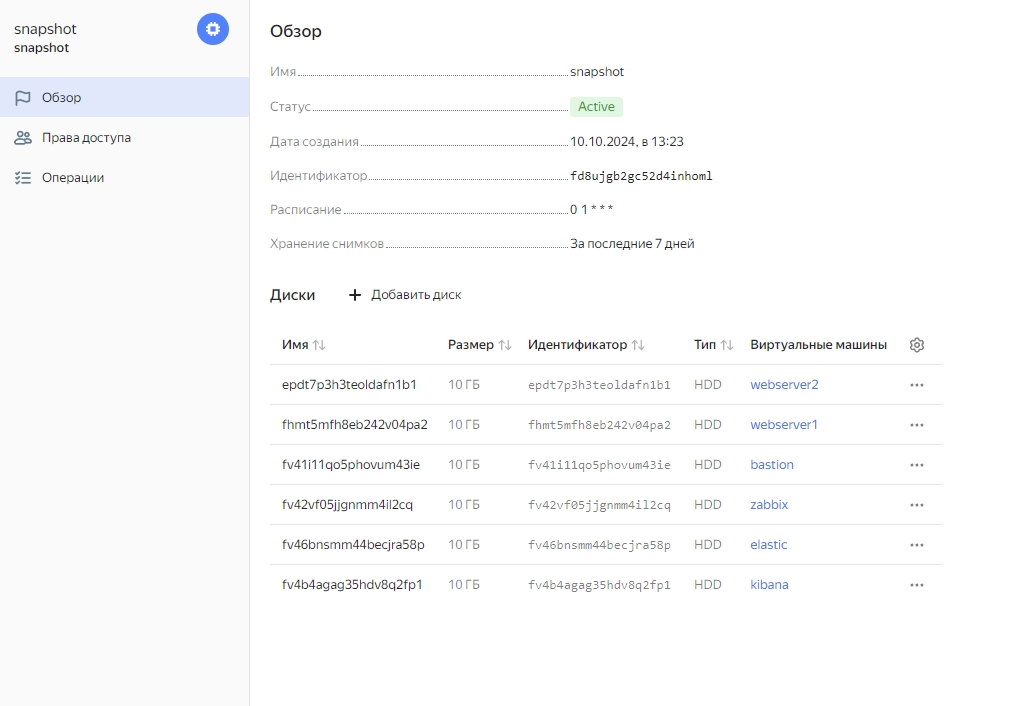 snapshot
snapshot
Обзор
Права доступа
Операции
Обзор
Имя snapshot
Статус Active
Дата создания 10.10.2024, в 13:23
Идентификатор fd8ujgb2gc52d4inhoml
Расписание 0 1 * * *
Хранение снимков За последние 7 дней
Диски + Добавить диск
Имя Размер Идентификатор Тип Виртуальные машины
epdt7p3h3teoldafn1b1 10 ГБ epdt7p3h3teoldafn1b1 HDD webserver2
fhmt5mfh8eb242v04pa2 10 ГБ fhmt5mfh8eb242v04pa2 HDD webserver1
fv41i11qo5phovum43ie 10 ГБ fv41i11qo5phovum43ie HDD bastion
fv42vf05jjgnmm4il2cq 10 ГБ fv42vf05jjgnmm4il2cq HDD zabbix
fv46bnsmm44becjra58p 10 ГБ fv46bnsmm44becjra58p HDD elastic
fv4b4agag35hdv8q2fp1 10 ГБ fv4b4agag35hdv8q2fp1 HDD kibana